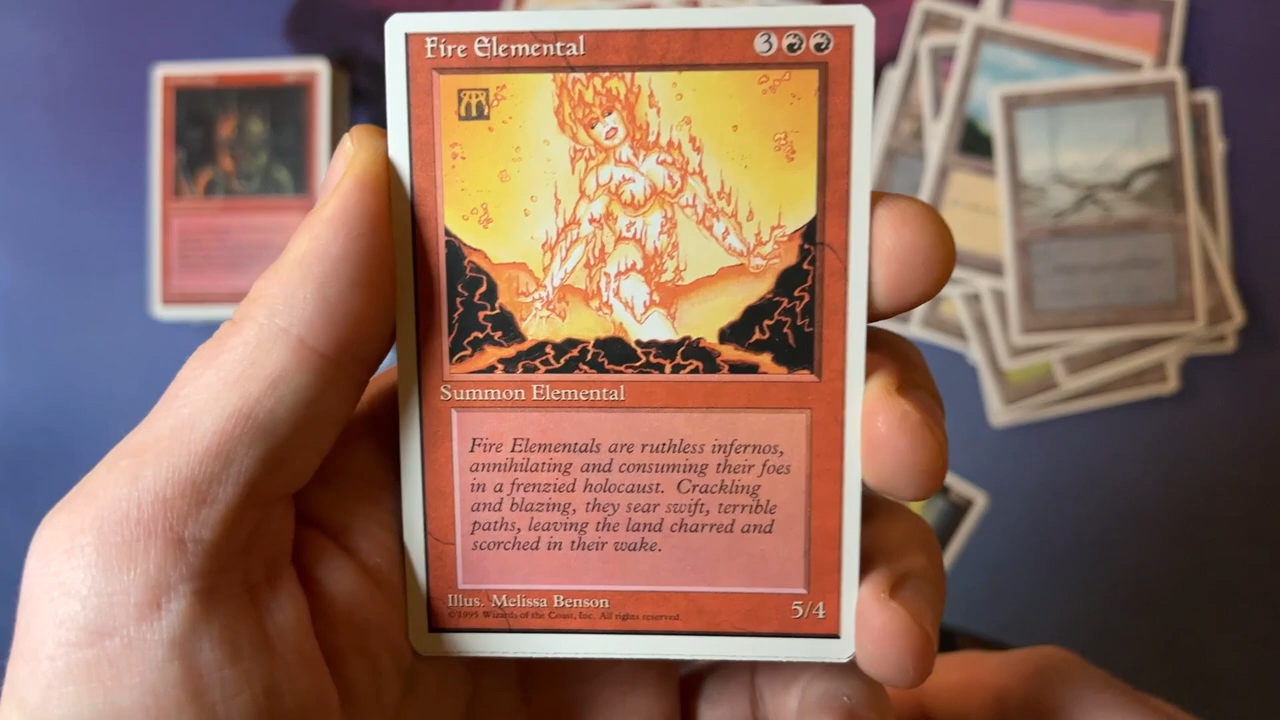 Fire Elemental 3
Summon Elemental
Fire Elementals are ruthless infernos,
annihilating and consuming their foes
in a frenzied holocaust. Crackling
and blazing, they sear swift, terrible
paths, leaving the land charred and
scorched in their wake.
Illus. Melissa Benson
©1995 Wizards of the Coast, Inc. All rights reserved.
5/4